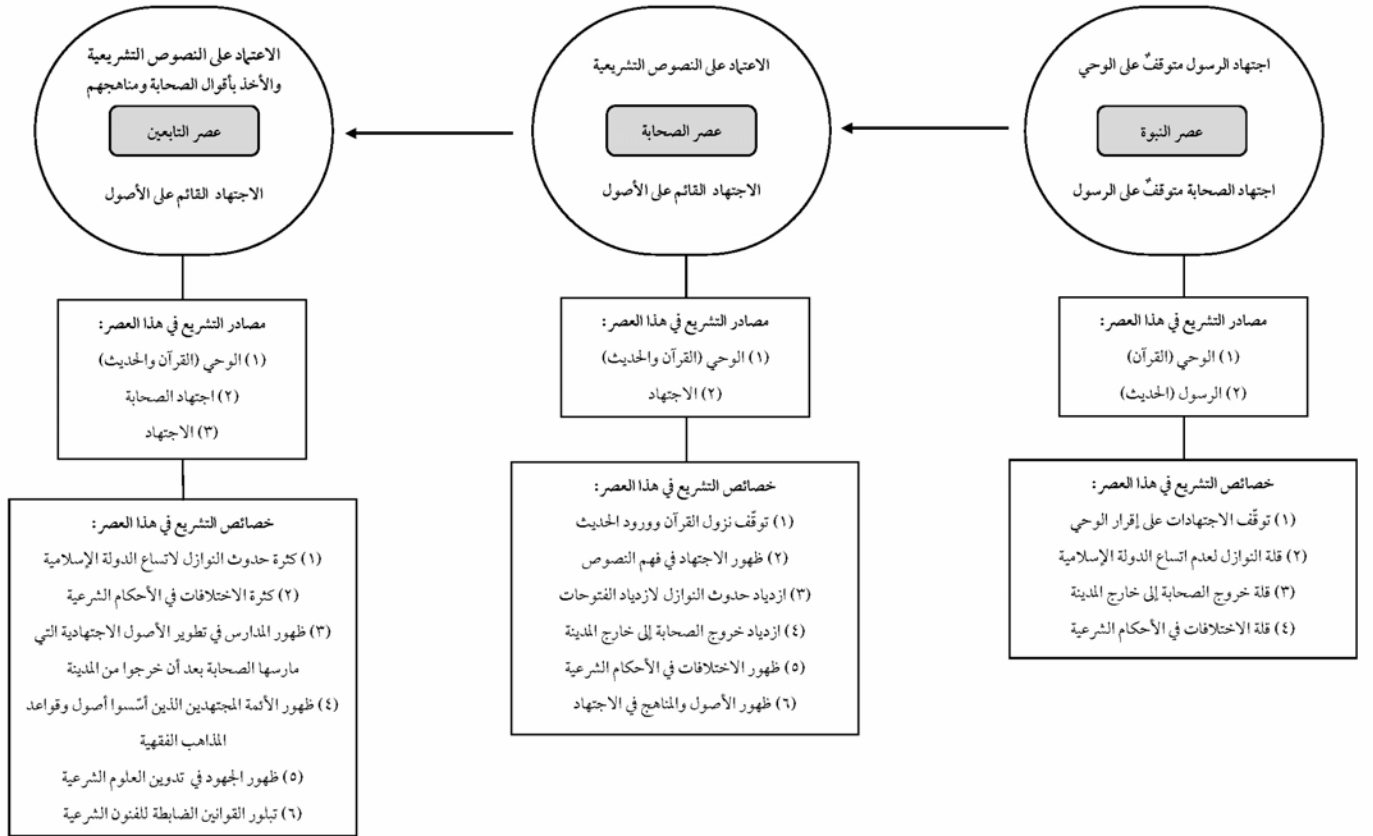 اجتهاد الرسول متوقفٌ على الوحي
عصر النبوة
اجتهاد الصحابة متوقفٌ على الرسول
مصادر التشريع في هذا العصر:
(١) الوحي (القرآن)
(٢) الرسول (الحديث)
خصائص التشريع في هذا العصر:
(١) توقّف الاجتهادات على إقرار الوحي
(٢) قلة النوازل لعدم اتساع الدولة الإسلامية
(٣) قلة خروج الصحابة إلى خارج المدينة
(٤) قلة الاختلافات في الأحكام الشرعية
الاعتماد على النصوص التشريعية
عصر الصحابة
الاجتهاد القائم على الأصول
مصادر التشريع في هذا العصر:
(١) الوحي (القرآن والحديث)
(٢) الاجتهاد
خصائص التشريع في هذا العصر:
(١) توقّف نزول القرآن وورود الحديث
(٢) ظهور الاجتهاد في فهم النصوص
(٣) ازدياد حدوث النوازل لازدياد الفتوحات
(٤) ازدياد خروج الصحابة إلى خارج المدينة
(٥) ظهور الاختلافات في الأحكام الشرعية
(٦) ظهور الأصول والمناهج في الاجتهاد
الاعتماد على النصوص التشريعية
والأخذ بأقوال الصحابة ومناهجهم
عصر التابعين
الاجتهاد القائم على الأصول
مصادر التشريع في هذا العصر:
(١) الوحي (القرآن والحديث)
(٢) اجتهاد الصحابة
(٣) الاجتهاد
خصائص التشريع في هذا العصر:
(١) كثرة حدوث النوازل لاتساع الدولة الإسلامية
(٢) كثرة الاختلافات في الأحكام الشرعية
(٣) ظهور المدارس في تطوير الأصول الاجتهادية التي
مارسها الصحابة بعد أن خرجوا من المدينة
(٤) ظهور الأئمة المجتهدين الذين أسّسوا أصول وقواعد
المذاهب الفقهية
(٥) ظهور الجهود في تدوين العلوم الشرعية
(٦) تبلور القوانين الضابطة للفنون الشرعية